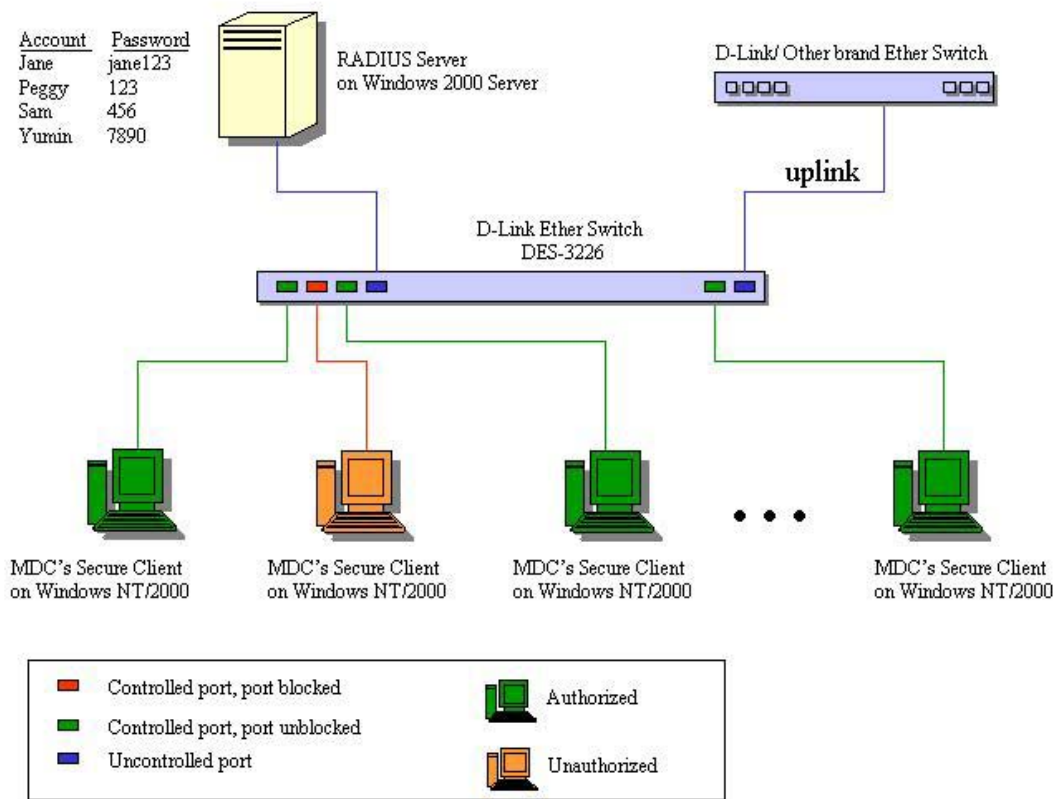 Account Password
Jane jane123
Peggy 123
Sam 456
Yumin 7890
RADIUS Server
on Windows 2000 Server
D-Link/ Other brand Ether Switch
uplink
D-Link Ether Switch
DES-3226
MDC's Secure Client
on Windows NT/2000
MDC's Secure Client
on Windows NT/2000
MDC's Secure Client
on Windows NT/2000
MDC's Secure Client
on Windows NT/2000
Controlled port, port blocked
Controlled port, port unblocked
Uncontrolled port
Authorized
Unauthorized